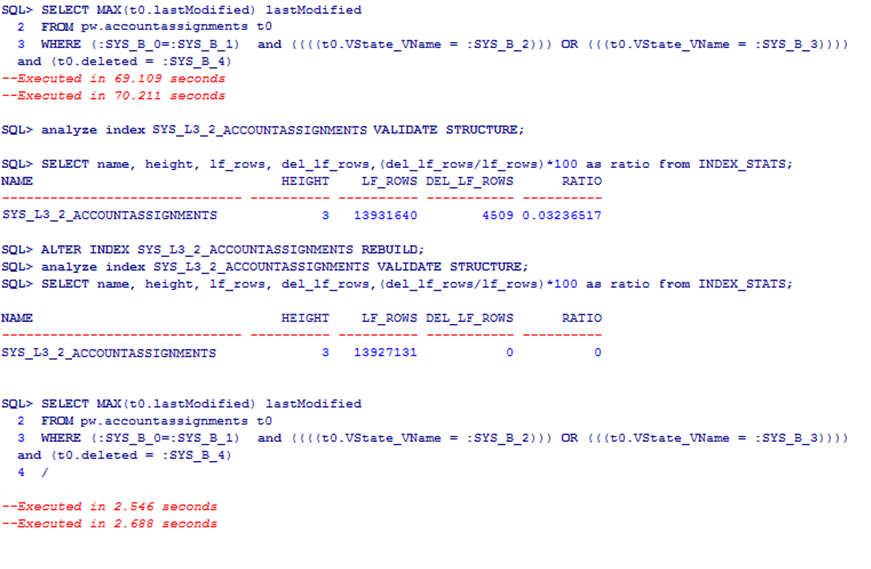 SQL> SELECT MAX(t0.lastModified) lastModified
2 FROM pw.accountassignments t0
3 WHERE (:SYS_B_0=:SYS_B_1) and ((((t0.VState_VName = :SYS_B_2))) OR (((t0.VState_VName = :SYS_B_3))))
and (t0.deleted = :SYS_B_4)
--Executed in 69.109 seconds
--Executed in 70.211 seconds
SQL> analyze index SYS_L3_2_ACCOUNTASSIGNMENTS VALIDATE STRUCTURE;
SQL> SELECT name, height, lf_rows, del_lf_rows,(del_lf_rows/lf_rows)*100 as ratio from INDEX_STATS;
NAME HEIGHT LF_ROWS DEL_LF_ROWS RATIO
------------------------------ ---------- ---------- ----------- ----------
SYS_L3_2_ACCOUNTASSIGNMENTS 3 13931640 4509 0.03236517
SQL> ALTER INDEX SYS_L3_2_ACCOUNTASSIGNMENTS REBUILD;
SQL> analyze index SYS_L3_2_ACCOUNTASSIGNMENTS VALIDATE STRUCTURE;
SQL> SELECT name, height, lf_rows, del_lf_rows,(del_lf_rows/lf_rows)*100 as ratio from INDEX_STATS;
NAME HEIGHT LF_ROWS DEL_LF_ROWS RATIO
------------------------------ ---------- ---------- ----------- ----------
SYS_L3_2_ACCOUNTASSIGNMENTS 3 13927131 0 0
SQL> SELECT MAX(t0.lastModified) lastModified
2 FROM pw.accountassignments t0
3 WHERE (:SYS_B_0=:SYS_B_1) and ((((t0.VState_VName = :SYS_B_2))) OR (((t0.VState_VName = :SYS_B_3))))
and (t0.deleted = :SYS_B_4)
4 /
--Executed in 2.546 seconds
--Executed in 2.688 seconds